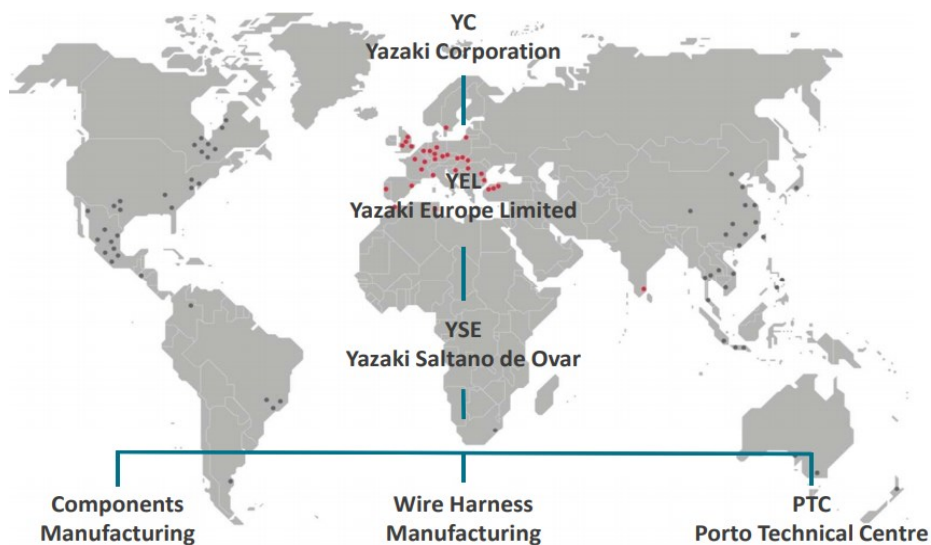 YC
Yazaki Corporation
YEL
Yazaki Europe Limited
YSE
Yazaki Saltano de Ovar
Components
Manufacturing
Wire Harness
Manufacturing
PTC
Porto Technical Centre